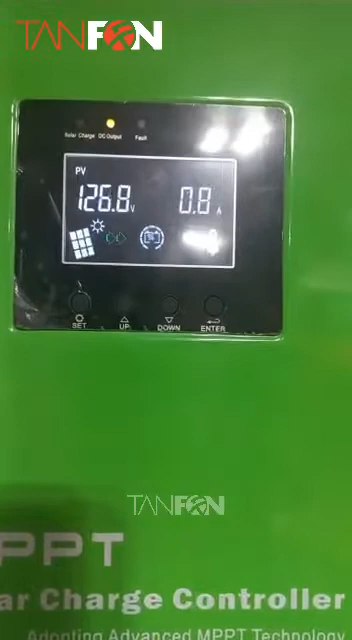 TANFON
Solar Charge DC Output Fault
PV
126.8V 0.8A
SET UP DOWN ENTER
TANFON
PPT
ar Charge Controller
Adopting Advanced MPPT Technology